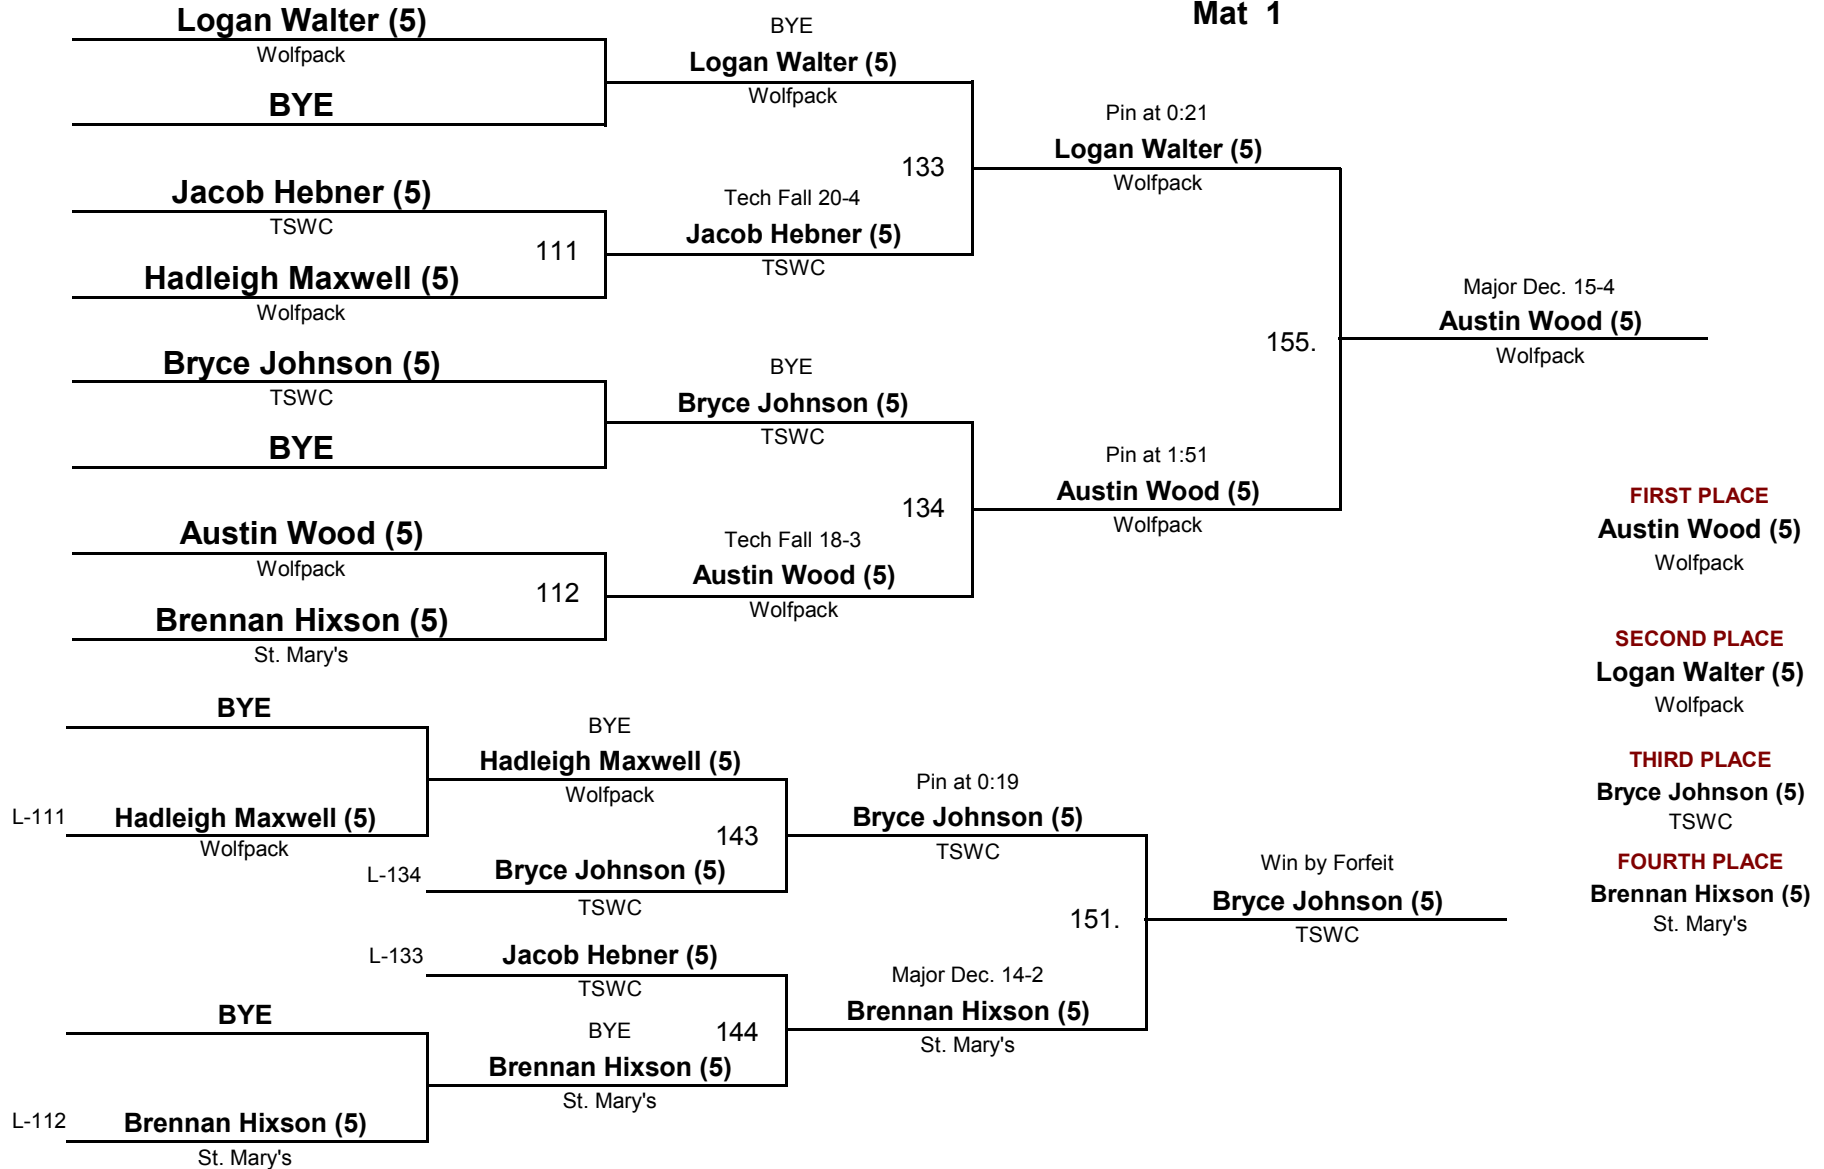 Mat 1
Logan Walter (5)
Wolfpack
BYE
Jacob Hebner (5)
TSWC
111
Hadleigh Maxwell (5)
Wolfpack
Bryce Johnson (5)
TSWC
BYE
Austin Wood (5)
Wolfpack
112
Brennan Hixson (5)
St. Mary's
BYE
Logan Walter (5)
Wolfpack
133
Tech Fall 20-4
Jacob Hebner (5)
TSWC
BYE
Bryce Johnson (5)
TSWC
134
Tech Fall 18-3
Austin Wood (5)
Wolfpack
Pin at 0:21
Logan Walter (5)
Wolfpack
155.
Pin at 1:51
Austin Wood (5)
Wolfpack
Major Dec. 15-4
Austin Wood (5)
Wolfpack
BYE
L-111
Hadleigh Maxwell (5)
Wolfpack
BYE
Hadleigh Maxwell (5)
Wolfpack
143
L-134
Bryce Johnson (5)
TSWC
L-133
Jacob Hebner (5)
TSWC
BYE
BYE
144
Brennan Hixson (5)
St. Mary's
L-112
Brennan Hixson (5)
St. Mary's
Pin at 0:19
Bryce Johnson (5)
TSWC
151.
Major Dec. 14-2
Brennan Hixson (5)
St. Mary's
Win by Forfeit
Bryce Johnson (5)
TSWC
FIRST PLACE
Austin Wood (5)
Wolfpack
SECOND PLACE
Logan Walter (5)
Wolfpack
THIRD PLACE
Bryce Johnson (5)
TSWC
FOURTH PLACE
Brennan Hixson (5)
St. Mary's